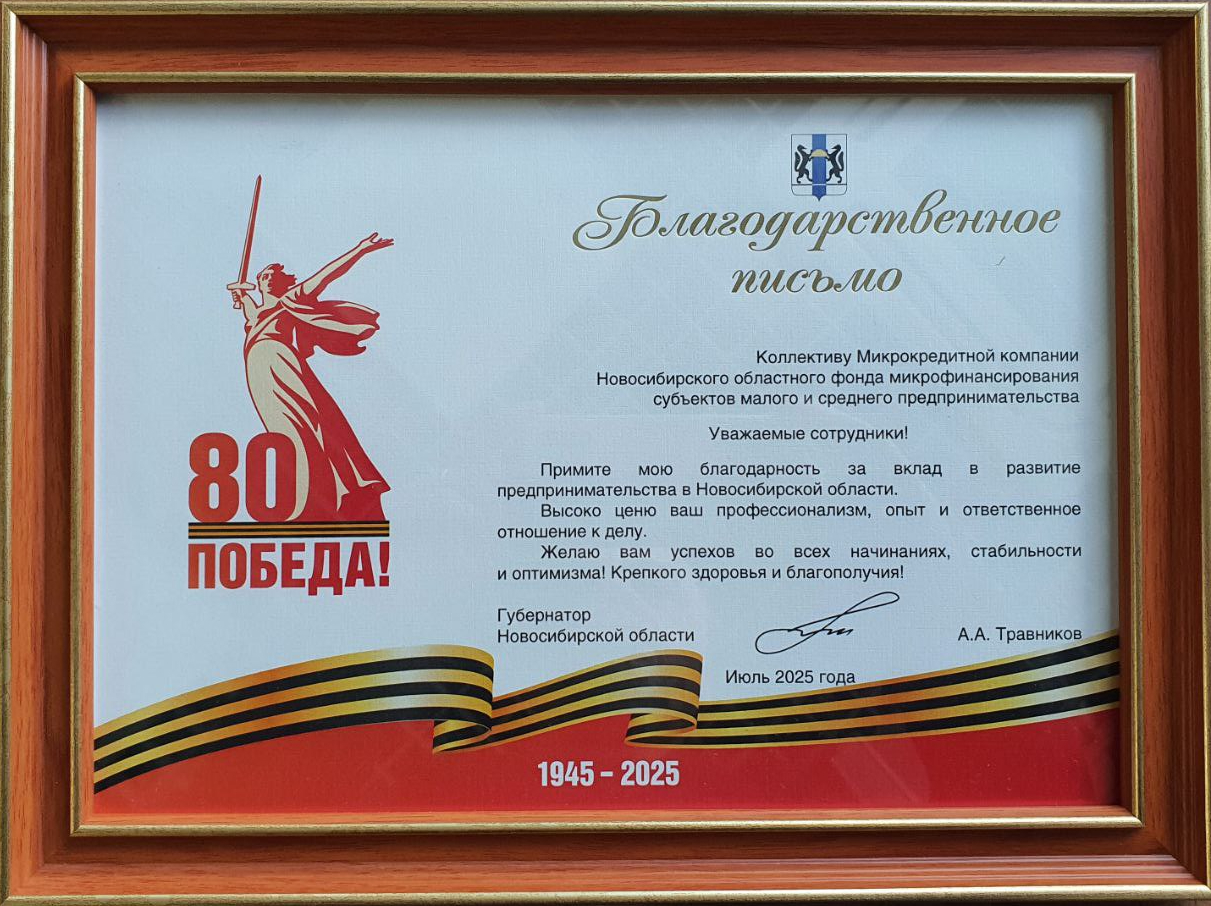 Благодарственное
письмо
Коллективу Микрокредитной компании
Новосибирского областного фонда микрофинансирования
субъектов малого и среднего предпринимательства
Уважаемые сотрудники!
Примите мою благодарность за вклад в развитие
предпринимательства в Новосибирской области.
Высоко ценю ваш профессионализм, опыт и ответственное
отношение к делу.
Желаю вам успехов во всех начинаниях, стабильности
и оптимизма! Крепкого здоровья и благополучия!
Губернатор
Новосибирской области А.А. Травников
Июль 2025 года
80
ПОБЕДА!
1945 – 2025